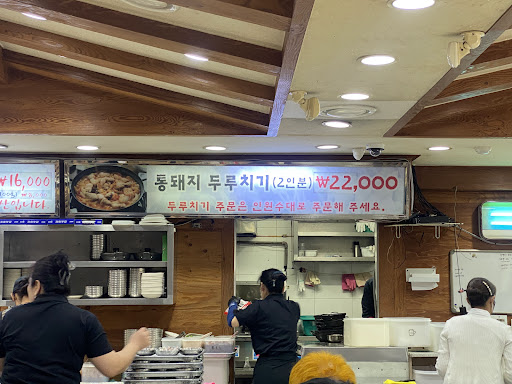 ₩16,000
통돼지 두루치기(2인분) ₩22,000
두루치기 주문은 인원수대로 주문해 주세요.